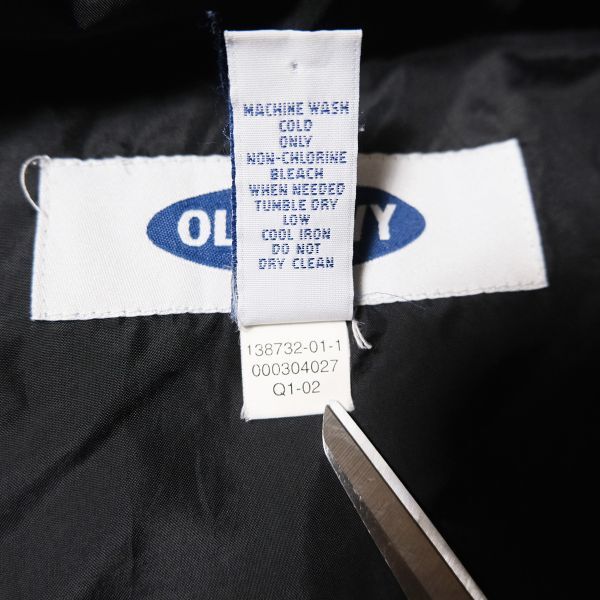 MACHINE WASH
COLD
ONLY
NON-CHLORINE
BLEACH
WHEN NEEDED
TUMBLE DRY
LOW
COOL IRON
DO NOT
DRY CLEAN
138732-01-1
000304027
Q1-02